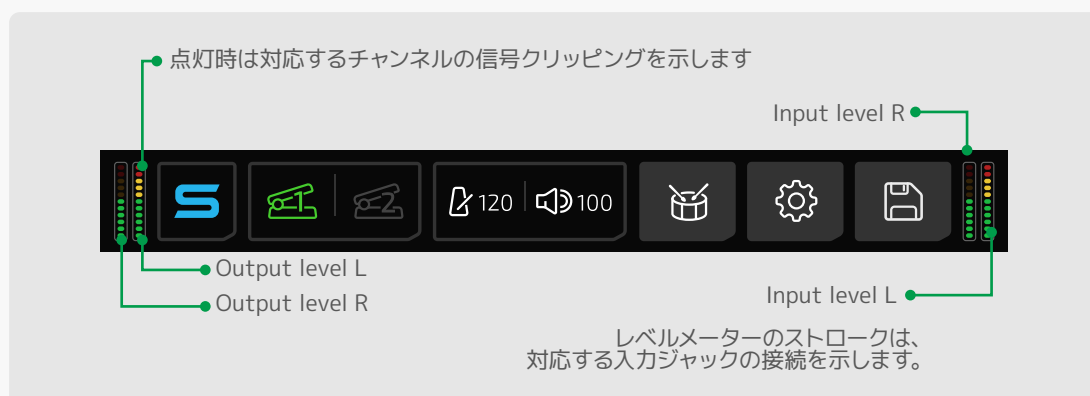 点灯時は対応するチャンネルの信号クリッピングを示します
Input level R
S 1 2 120 100
Output level L
Output level R
Input level L
レベルメーターのストロークは、
対応する入力ジャックの接続を示します。